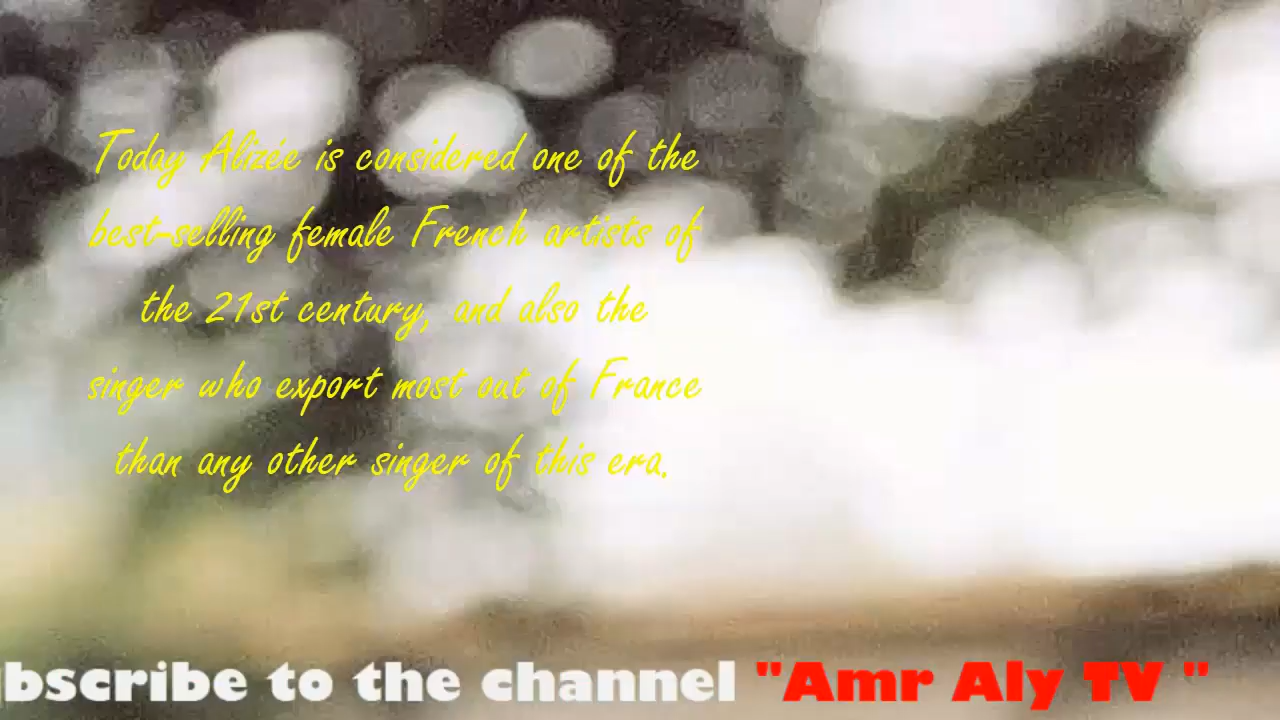 Today Alizée is considered one of the
best-selling female French artists of
the 21st century, and also the
singer who export most out of France
than any other singer of this era.
bscribe to the channel "Amr Aly TV "